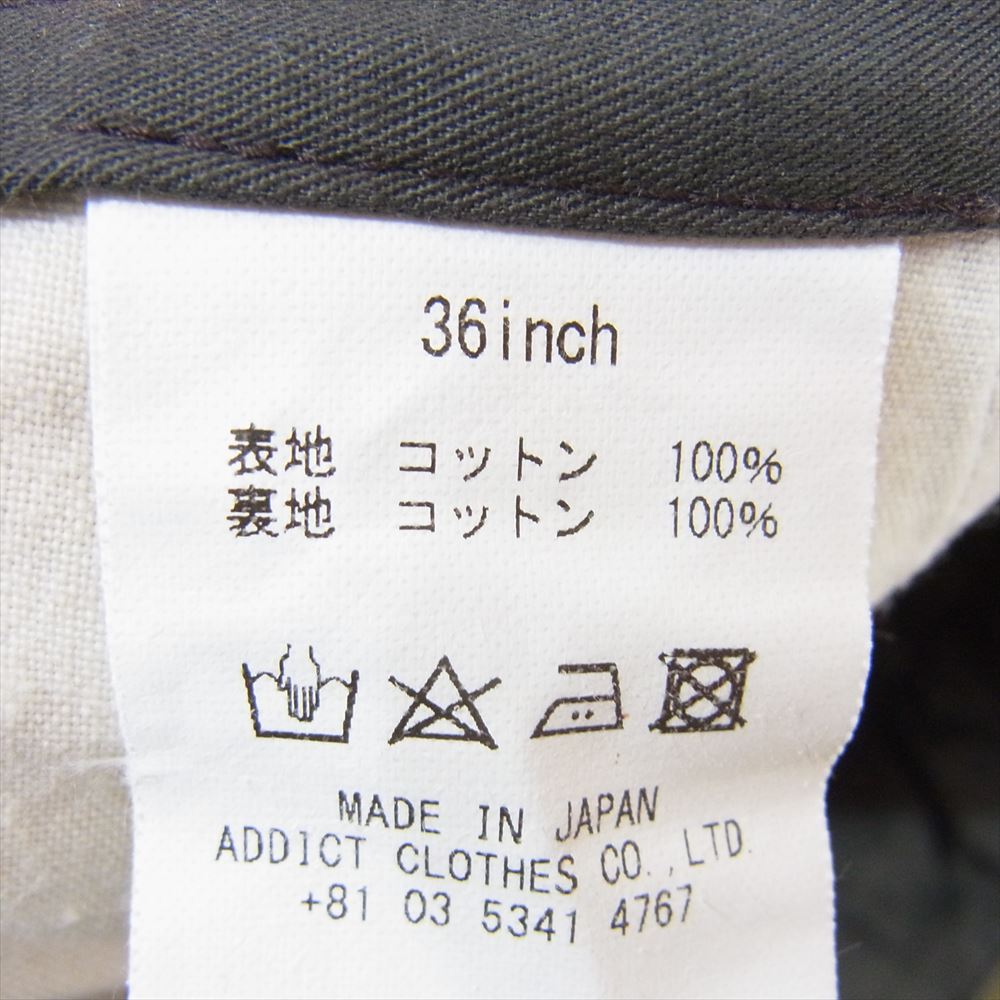 36inch
表地 コットン 100%
裏地 コットン 100%
MADE IN JAPAN
ADDICT CLOTHES CO.,LTD.
+81 03 5341 4767